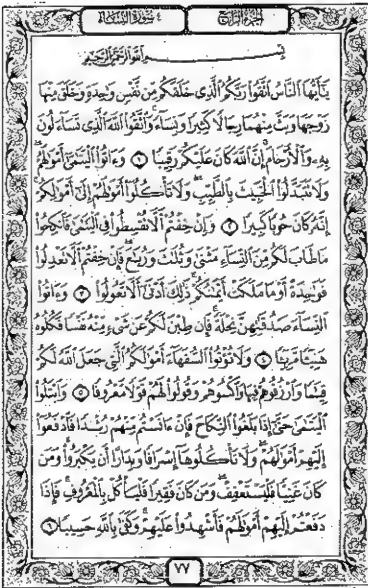 ٤ سورة النساء
الجزء الرابع
بِسْمِ اللَّهِ الرَّحْمَٰنِ الرَّحِيمِ
يَٰٓأَيُّهَا ٱلنَّاسُ ٱتَّقُوا۟ رَبَّكُمُ ٱلَّذِى خَلَقَكُم مِّن نَّفْسٍ وَٰحِدَةٍ وَخَلَقَ مِنْهَا
زَوْجَهَا وَبَثَّ مِنْهُمَا رِجَالًا كَثِيرًا وَنِسَآءً وَٱتَّقُوا۟ ٱللَّهَ ٱلَّذِى تَسَآءَلُونَ
بِهِۦ وَٱلْأَرْحَامَ إِنَّ ٱللَّهَ كَانَ عَلَيْكُمْ رَقِيبًا ١ وَءَاتُوا۟ ٱلْيَتَٰمَىٰٓ أَمْوَٰلَهُمْ
وَلَا تَتَبَدَّلُوا۟ ٱلْخَبِيثَ بِٱلطَّيِّبِ وَلَا تَأْكُلُوٓا۟ أَمْوَٰلَهُمْ إِلَىٰٓ أَمْوَٰلِكُمْ
إِنَّهُۥ كَانَ حُوبًا كَبِيرًا ٢ وَإِنْ خِفْتُمْ أَلَّا تُقْسِطُوا۟ فِى ٱلْيَتَٰمَىٰ فَٱنكِحُوا۟
مَا طَابَ لَكُم مِّنَ ٱلنِّسَآءِ مَثْنَىٰ وَثُلَٰثَ وَرُبَٰعَ فَإِنْ خِفْتُمْ أَلَّا تَعْدِلُوا۟
فَوَٰحِدَةً أَوْ مَا مَلَكَتْ أَيْمَٰنُكُمْ ذَٰلِكَ أَدْنَىٰٓ أَلَّا تَعُولُوا۟ ٣ وَءَاتُوا۟
ٱلنِّسَآءَ صَدُقَٰتِهِنَّ نِحْلَةً فَإِن طِبْنَ لَكُمْ عَن شَىْءٍ مِّنْهُ نَفْسًا فَكُلُوهُ
هَنِيٓـًٔا مَّرِيٓـًٔا ٤ وَلَا تُؤْتُوا۟ ٱلسُّفَهَآءَ أَمْوَٰلَكُمُ ٱلَّتِى جَعَلَ ٱللَّهُ لَكُمْ
قِيَٰمًا وَٱرْزُقُوهُمْ فِيهَا وَٱكْسُوهُمْ وَقُولُوا۟ لَهُمْ قَوْلًا مَّعْرُوفًا ٥ وَٱبْتَلُوا۟
ٱلْيَتَٰمَىٰ حَتَّىٰٓ إِذَا بَلَغُوا۟ ٱلنِّكَاحَ فَإِنْ ءَانَسْتُم مِّنْهُمْ رُشْدًا فَٱدْفَعُوٓا۟
إِلَيْهِمْ أَمْوَٰلَهُمْ وَلَا تَأْكُلُوهَآ إِسْرَافًا وَبِدَارًا أَن يَكْبَرُوا۟ وَمَن
كَانَ غَنِيًّا فَلْيَسْتَعْفِفْ وَمَن كَانَ فَقِيرًا فَلْيَأْكُلْ بِٱلْمَعْرُوفِ فَإِذَا
دَفَعْتُمْ إِلَيْهِمْ أَمْوَٰلَهُمْ فَأَشْهِدُوا۟ عَلَيْهِمْ وَكَفَىٰ بِٱللَّهِ حَسِيبًا ٦
٧٧